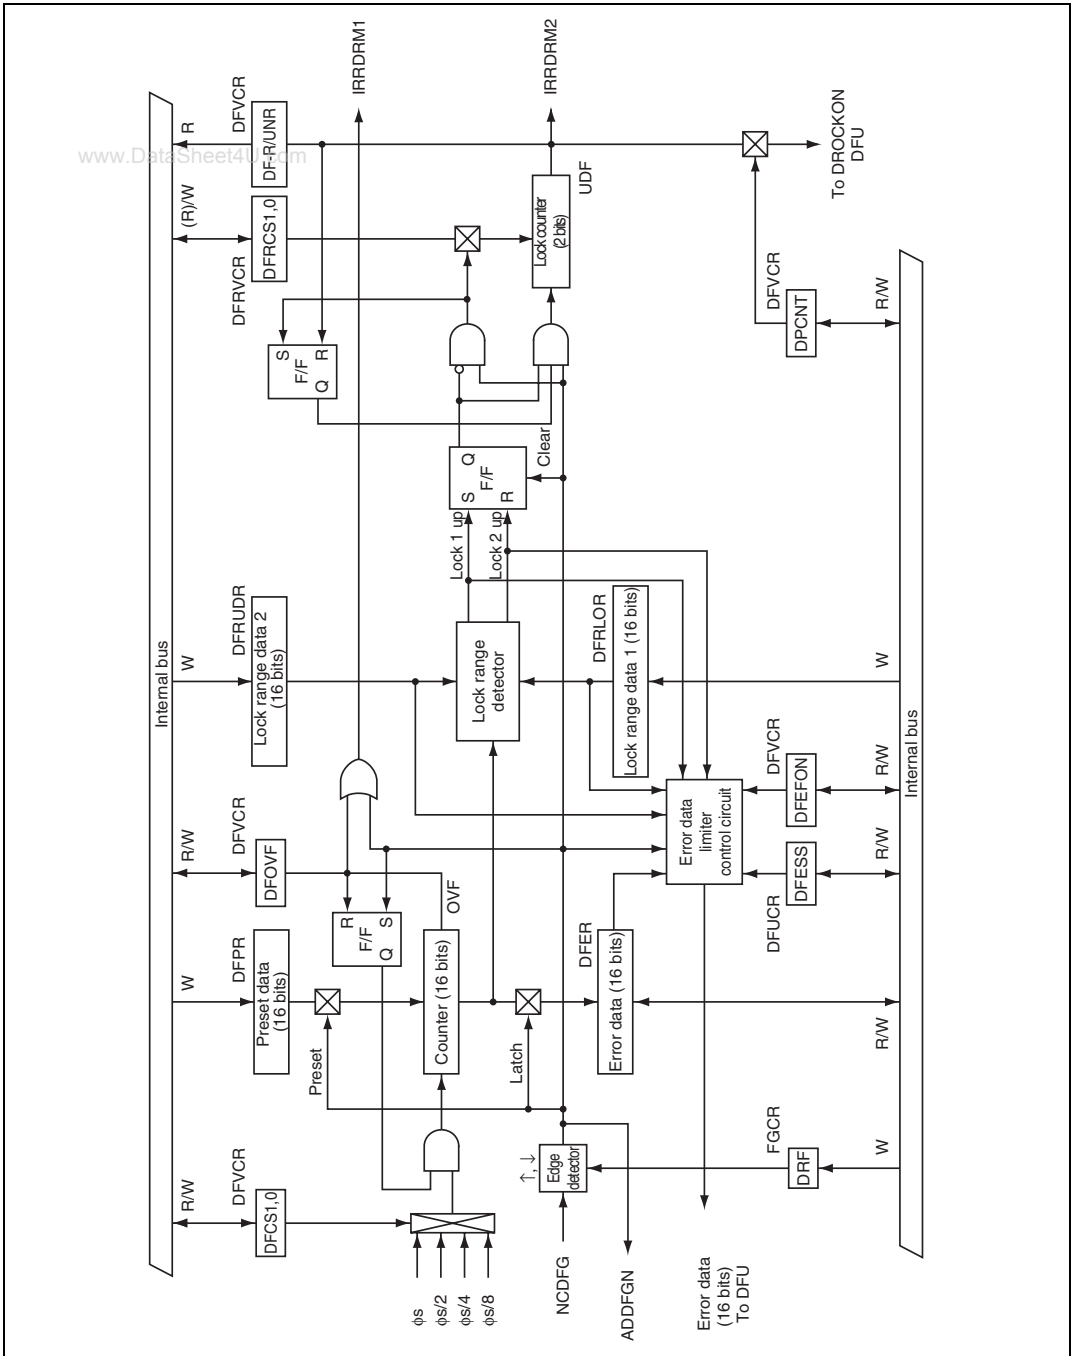 www.DataSheet4U.com
Internal bus
R/W
DFVCR
DFCS1,0
φs
φs/2
φs/4
φs/8
W
DFPR
Preset data
(16 bits)
Preset
R/W
DFVCR
DFOVF
R
F/F
Q S
OVF
Counter (16 bits)
Latch
DFER
Error data (16 bits)
R/W
W
DFRUDR
Lock range data 2
(16 bits)
Lock range
detector
DFRLOR
Lock range data 1 (16 bits)
W
Lock 1 up
Lock 2 up
S Q
F/F
R
Clear
(R)/W
DFRVCR
DFRCS1,0
S
F/F
Q R
R
DFVCR
DFR/UNR
Lock counter
(2 bits)
UDF
IRRDRM1
IRRDRM2
To DROCKON
DFU
DFVCR
DPCNT
R/W
Error data
limiter
control circuit
DFVCR
DFEFON
R/W
DFUCR
DFESS
R/W
↑, ↓
Edge
detector
NCDFG
ADDFGN
FGCR
DRF
W
Error data
(16 bits)
To DFU
Internal bus